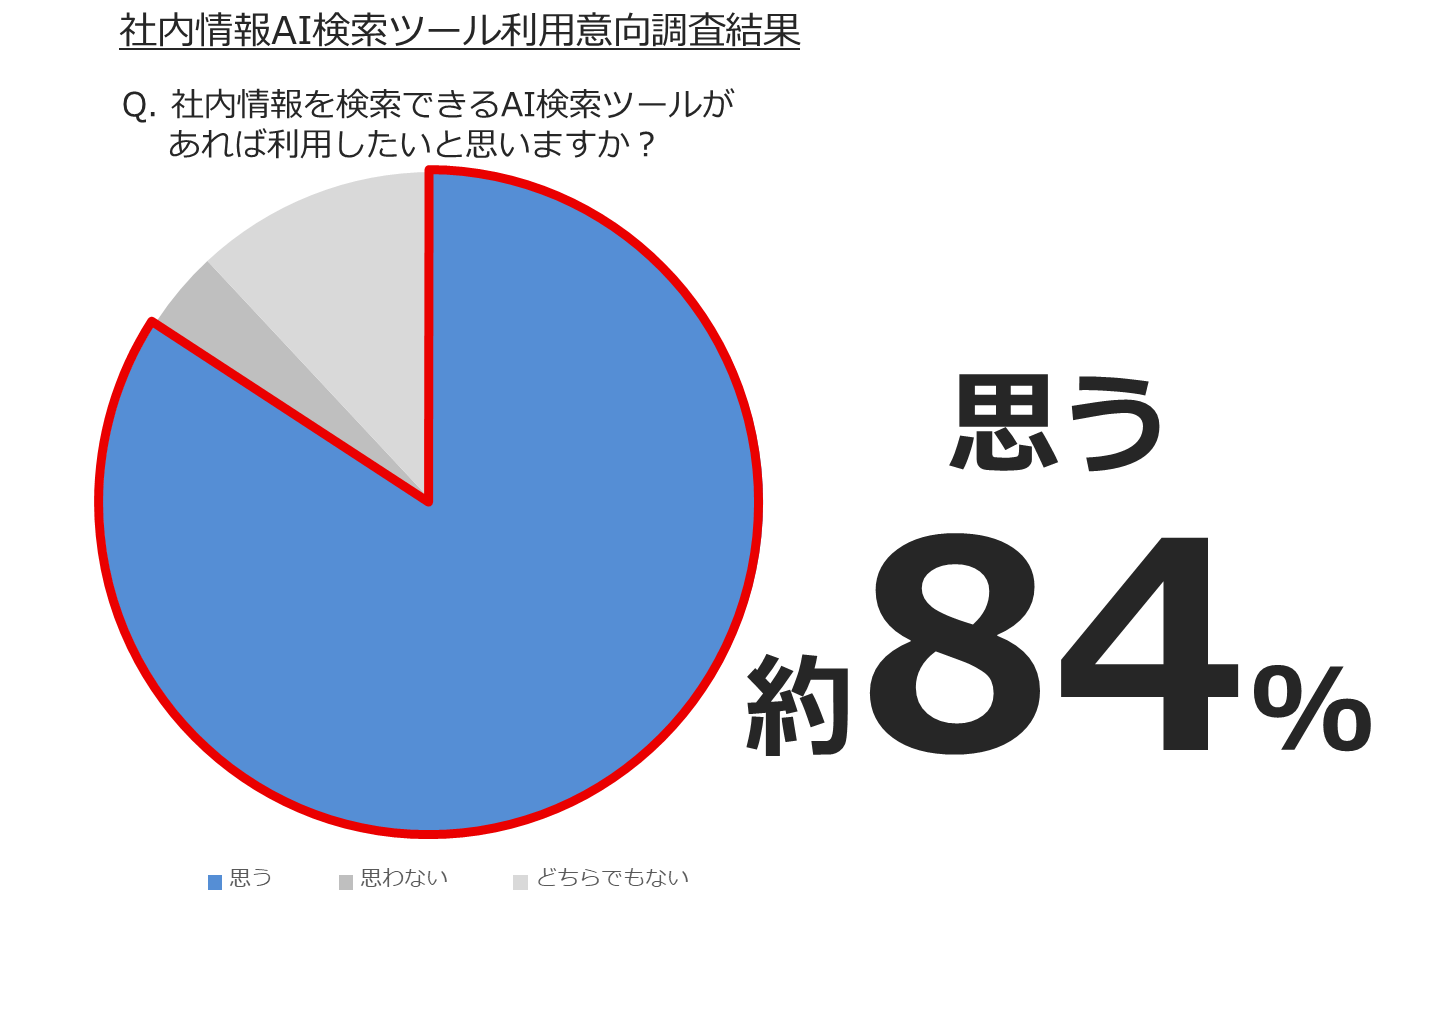 社内情報AI検索ツール利用意向調査結果
Q. 社内情報を検索できるAI検索ツールが
あれば利用したいと思いますか？
思う
約84%
思う 思わない どちらでもない